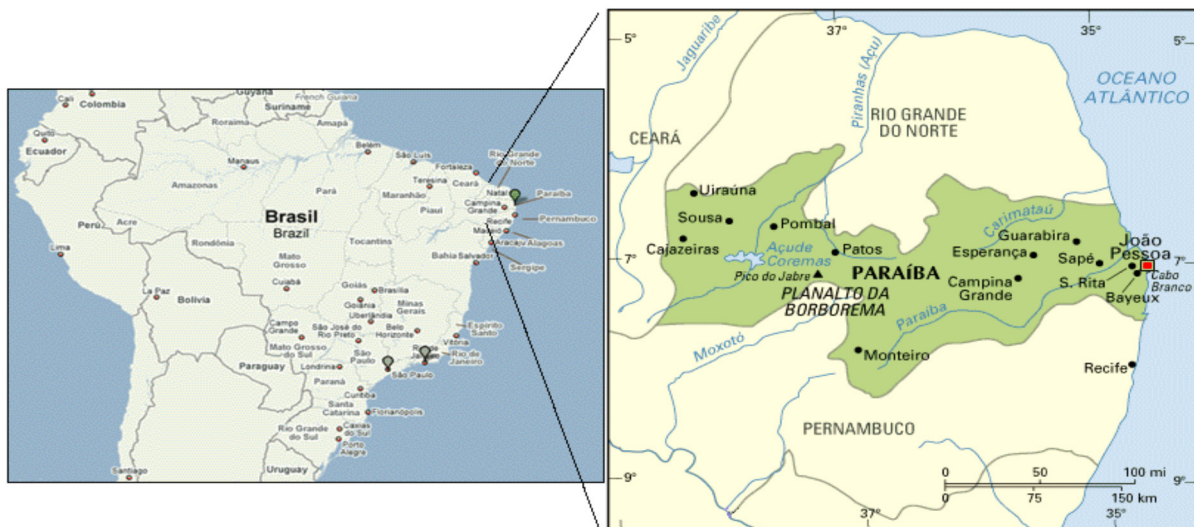 Cali
Colombia
Guyana
Suriname
French Guiana
Roraima
Amapá
Quito
Ecuador
Manaus
Belém
São Luís
Fortaleza
Rio Grande
do Norte
Amazonas
Pará
Maranhão
Teresina
Ceará
Natal
Paraíba
Campina
Grande
Piauí
Recife
Pernambuco
Brasil
Brazil
Acre
Maceió
Aracaju
Alagoas
Peru
Rondônia
Tocantins
Bahia
Salvador
Sergipe
Lima
Mato
Grosso
La Paz
Bolivia
Cuiabá
Goiás
Brasília
Goiânia
Minas
Gerais
Uberlândia
Campo
Grande
São José do
Rio Preto
Belo
Horizonte
Espírito
Santo
Vitória
Mato Grosso
do Sul
São
Paulo
Rio de
Janeiro
Rio de
Janeiro
Paraguay
Londrina
São Paulo
Paraná
Curitiba
Santa
Catarina
Florianópolis
Rio Grande
do Sul
Caxias
do Sul
Porto
Alegre
Santiago
Uruguay
37°
35°
5°
5°
Jaguaribe
Piranhas (Açu)
OCEANO
ATLÂNTICO
CEARÁ
RIO GRANDE
DO NORTE
Uiraúna
Sousa
Pombal
Cajazeiras
Açude
Coremas
Patos
Carimataú
Guarabira
Esperança
João
Pessoa
Sapé
7°
7°
Pico do Jabre
PARAÍBA
Campina
Grande
S. Rita
Cabo
Branco
Bayeux
PLANALTO DA
BORBOREMA
Paraíba
Moxotó
Monteiro
Recife
PERNAMBUCO
0 50 100 mi
0 75 150 km
9°
9°
37°
35°